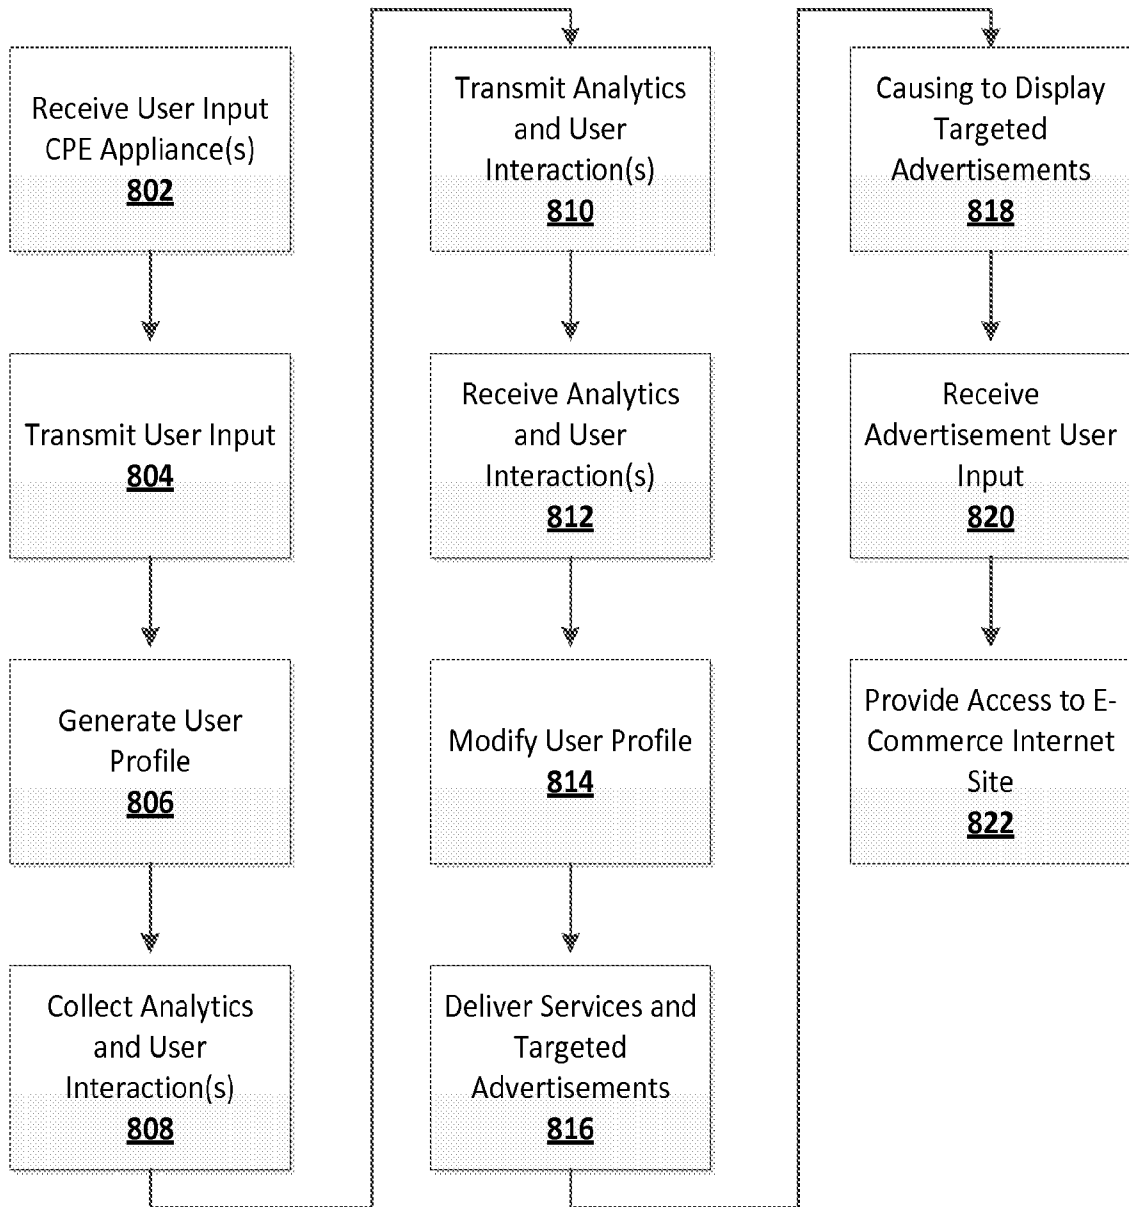 Receive User Input
CPE Appliance(s)
802
Transmit User Input
804
Generate User
Profile
806
Collect Analytics
and User
Interaction(s)
808
Transmit Analytics
and User
Interaction(s)
810
Receive Analytics
and User
Interaction(s)
812
Modify User Profile
814
Deliver Services and
Targeted
Advertisements
816
Causing to Display
Targeted
Advertisements
818
Receive
Advertisement User
Input
820
Provide Access to E-
Commerce Internet
Site
822